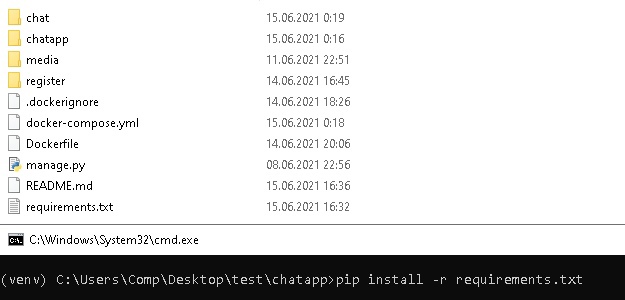 chat 15.06.2021 0:19
chatapp 15.06.2021 0:16
media 11.06.2021 22:51
register 14.06.2021 16:45
.dockerignore 14.06.2021 18:26
docker-compose.yml 15.06.2021 0:18
Dockerfile 14.06.2021 20:06
manage.py 08.06.2021 22:56
README.md 15.06.2021 16:36
requirements.txt 15.06.2021 16:32
C:\Windows\System32\cmd.exe
(venv) C:\Users\Comp\Desktop\test\chatapp>pip install -r requirements.txt